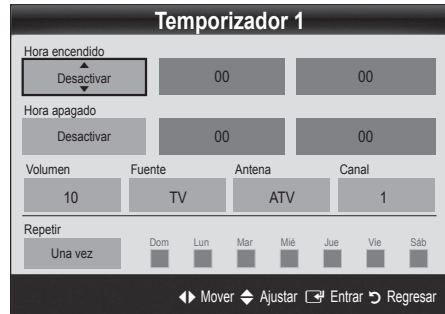 Temporizador 1
Hora encendido
Desactivar 00 00
Hora apagado
Desactivar 00 00
Volumen Fuente Antena Canal
10 TV ATV 1
Repetir
Una vez Dom Lun Mar Mié Jue Vie Sáb
Mover Ajustar Entrar Regresar